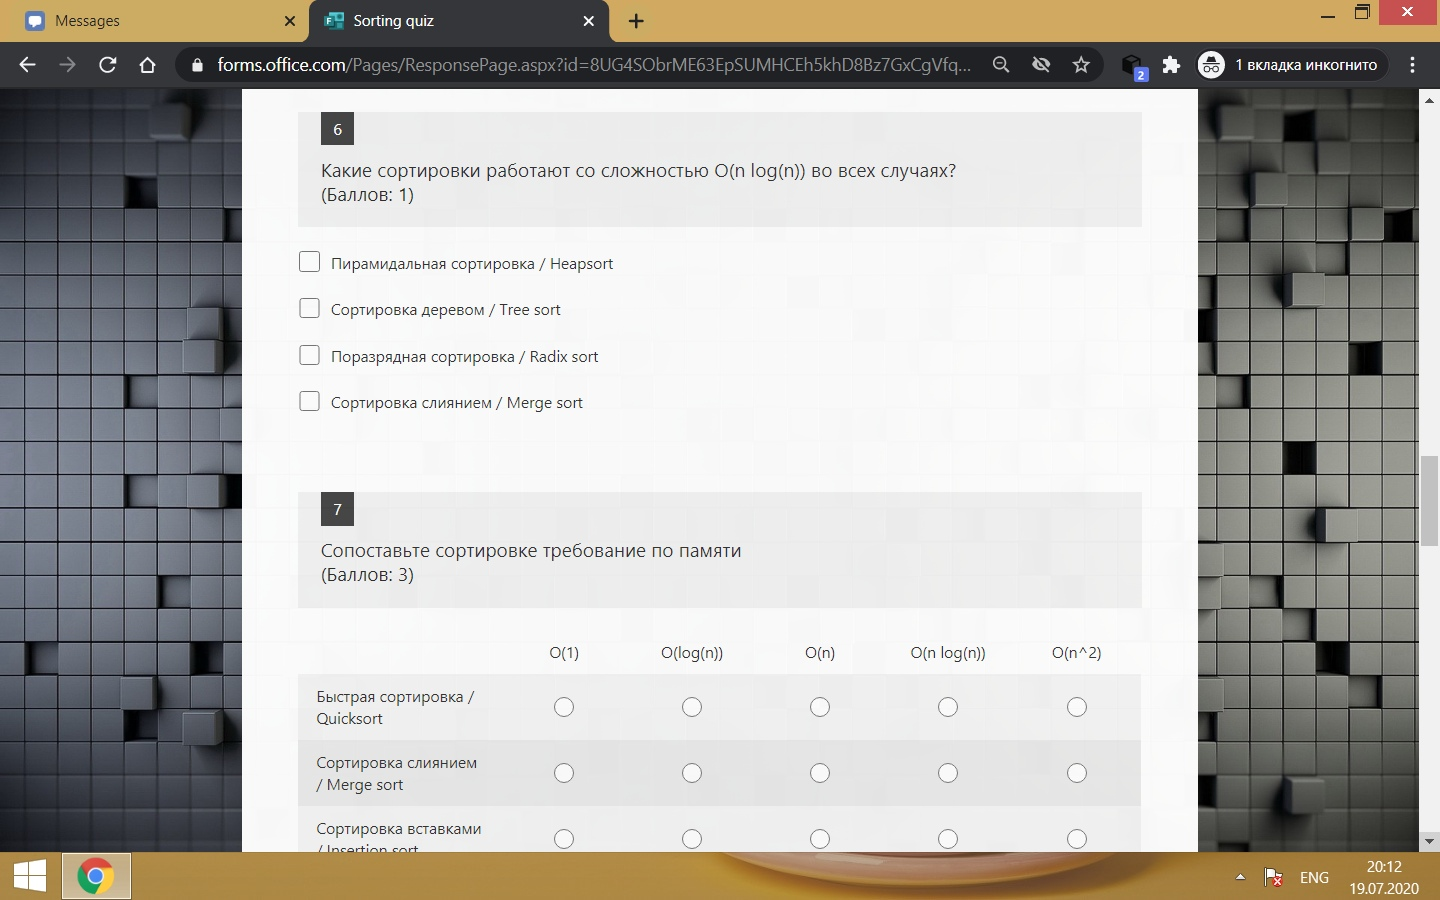 Messages
Sorting quiz
forms.office.com/Pages/ResponsePage.aspx?id=8UG4SObrME63EpSUMHCEh5khD8Bz7GxCgVfq...
2
1 вкладка инкогнито
6
Какие сортировки работают со сложностью O(n log(n)) во всех случаях?
(Баллов: 1)
Пирамидальная сортировка / Heapsort
Сортировка деревом / Tree sort
Поразрядная сортировка / Radix sort
Сортировка слиянием / Merge sort
7
Сопоставьте сортировке требование по памяти
(Баллов: 3)
O(1) O(log(n)) O(n) O(n log(n)) O(n^2)
Быстрая сортировка /
Quicksort
Сортировка слиянием
/ Merge sort
Сортировка вставками
/ Insertion sort
ENG
20:12
19.07.2020